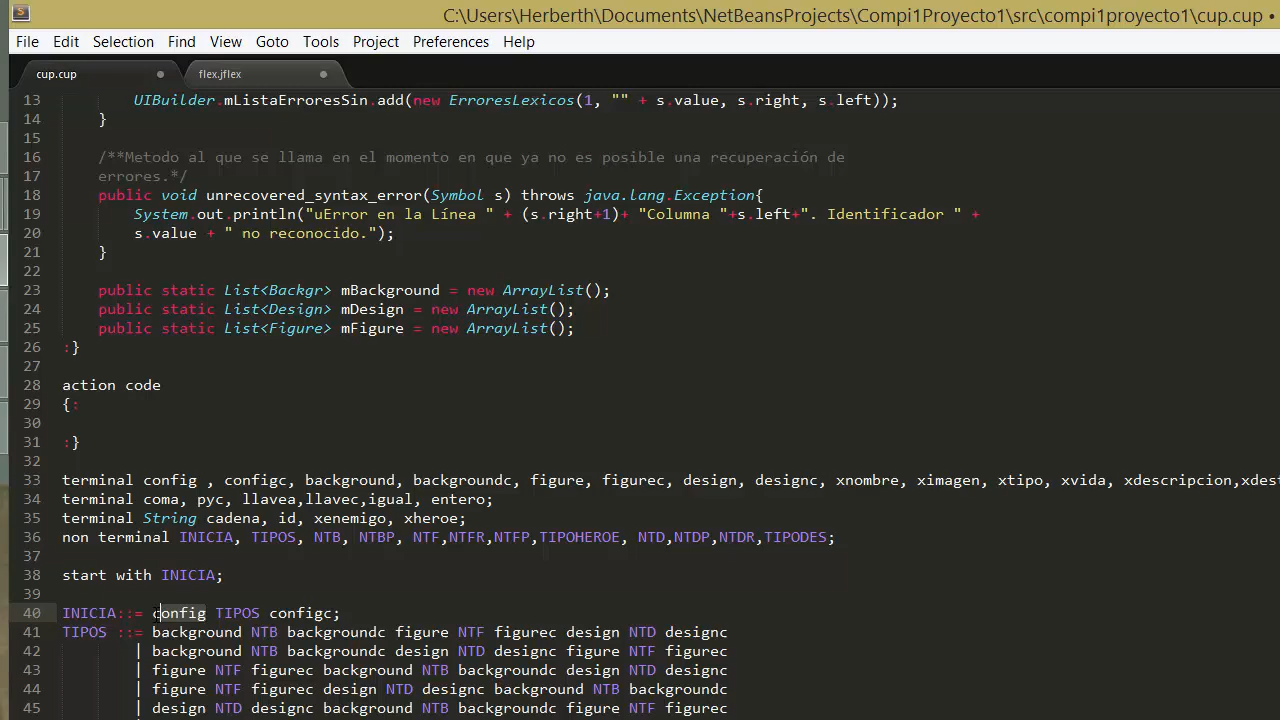 C:\Users\Herberth\Documents\NetBeansProjects\Compi1Proyecto1\src\compi1proyecto1\cup.cup •
File Edit Selection Find View Goto Tools Project Preferences Help
cup.cup flex.jflex
13 UIBuilder.mListaErroresSin.add(new ErroresLexicos(1, "" + s.value, s.right, s.left));
14 }
15
16 /**Metodo al que se llama en el momento en que ya no es posible una recuperación de
17 errores.*/
18 public void unrecovered_syntax_error(Symbol s) throws java.lang.Exception{
19 System.out.println("uError en la Línea " + (s.right+1)+ "Columna "+s.left+". Identificador " +
20 s.value + " no reconocido.");
21 }
22
23 public static List<Backgr> mBackground = new ArrayList();
24 public static List<Design> mDesign = new ArrayList();
25 public static List<Figure> mFigure = new ArrayList();
26 :}
27
28 action code
29 {:
30
31 :}
32
33 terminal config , configc, background, backgroundc, figure, figurec, design, designc, xnombre, ximagen, xtipo, xvida, xdescripcion,xdest
34 terminal coma, pyc, llavea,llavec,igual, entero;
35 terminal String cadena, id, xenemigo, xheroe;
36 non terminal INICIA, TIPOS, NTB, NTBP, NTF,NTFR,NTFP,TIPOHEROE, NTD,NTDP,NTDR,TIPODES;
37
38 start with INICIA;
39
40 INICIA::= config TIPOS configc;
41 TIPOS ::= background NTB backgroundc figure NTF figurec design NTD designc
42 | background NTB backgroundc design NTD designc figure NTF figurec
43 | figure NTF figurec background NTB backgroundc design NTD designc
44 | figure NTF figurec design NTD designc background NTB backgroundc
45 | design NTD designc background NTB backgroundc figure NTF figurec